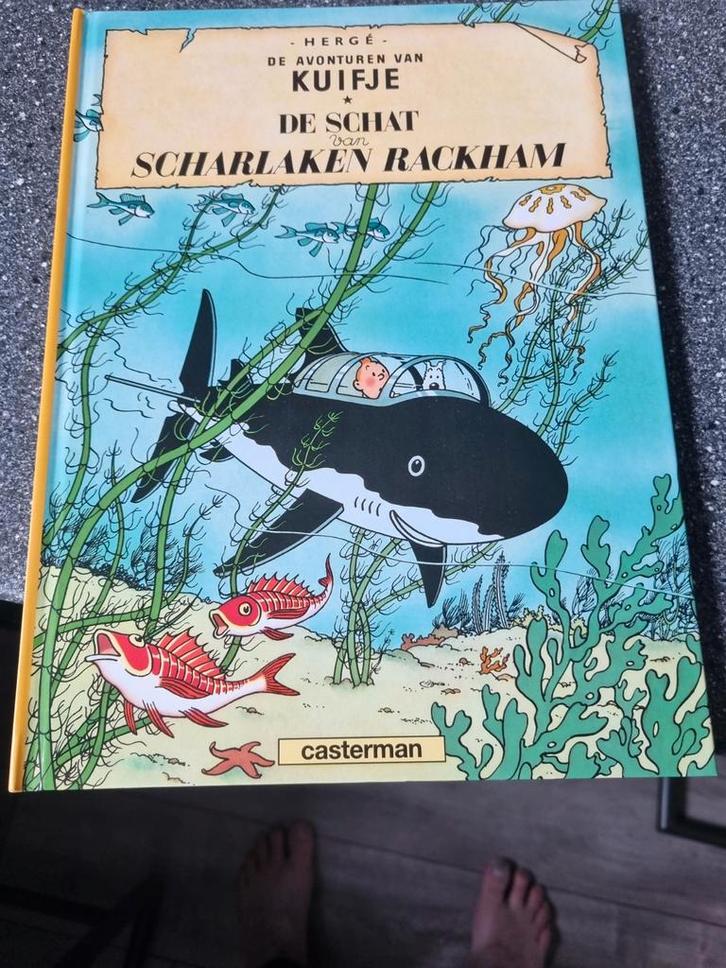 - HERGÉ -
DE AVONTUREN VAN
KUIFJE
★
DE SCHAT
van
SCHARLAKEN RACKHAM
casterman